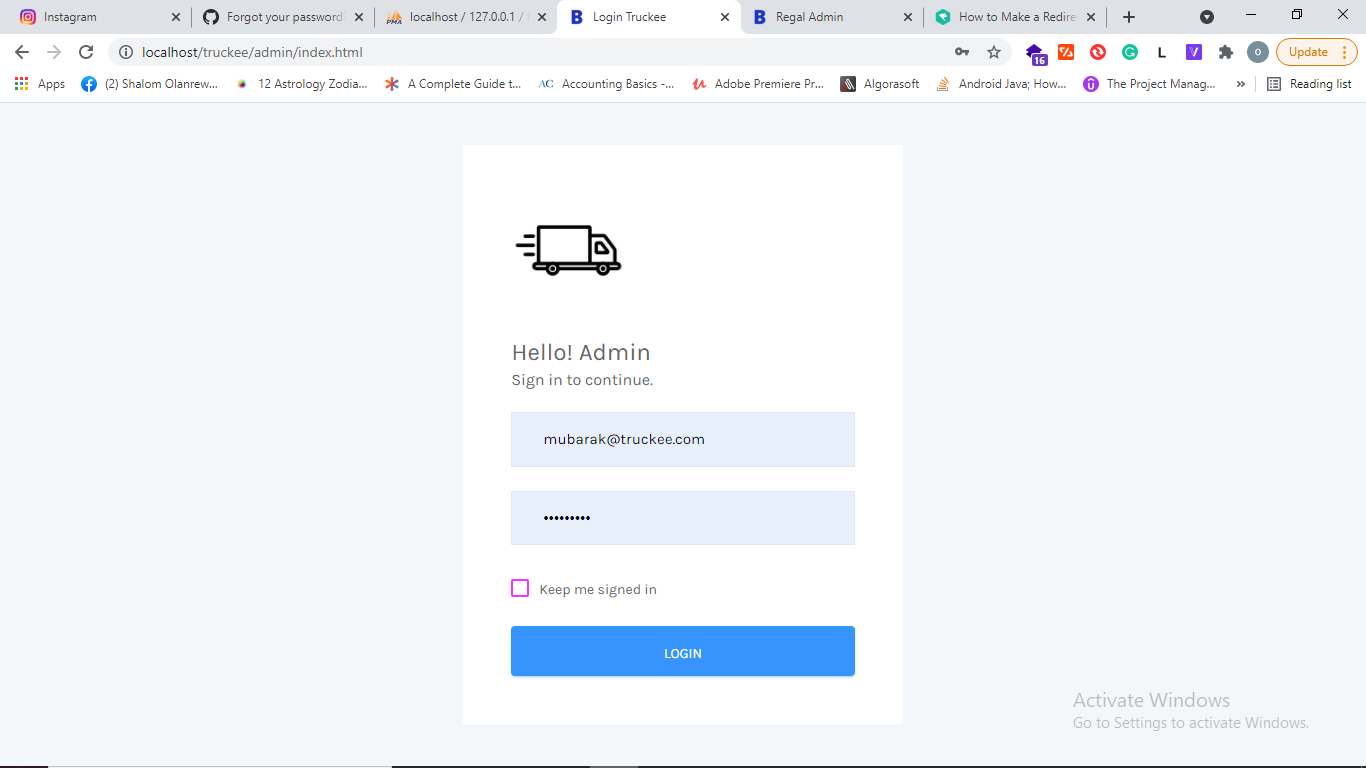 Instagram
Forgot your password?
localhost / 127.0.0.1 /
Login Truckee
Regal Admin
How to Make a Redire
localhost/truckee/admin/index.html
16
L
O
Update
Apps
(2) Shalom Olanrew...
12 Astrology Zodia...
A Complete Guide t...
AC
Accounting Basics -...
Adobe Premiere Pr...
Algorasoft
Android Java; How...
The Project Manag...
»
Reading list
Hello! Admin
Sign in to continue.
mubarak@truckee.com
•••••••••
Keep me signed in
LOGIN
Activate Windows
Go to Settings to activate Windows.